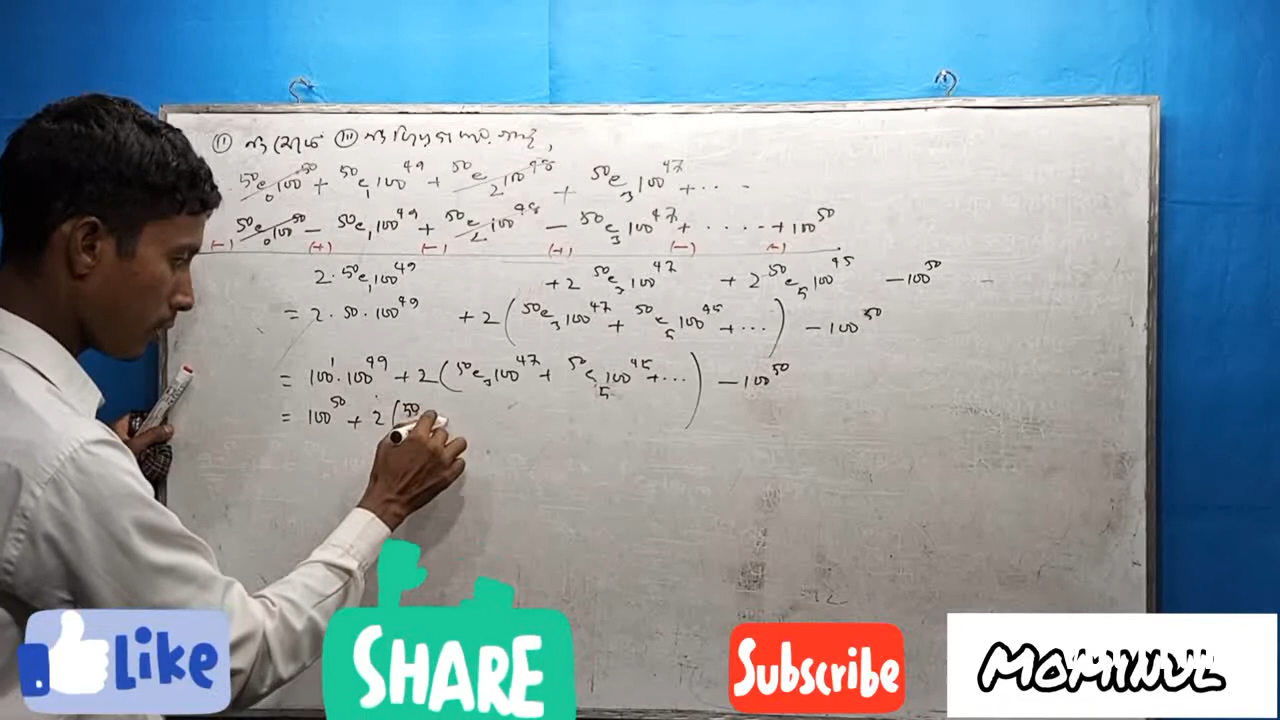 (ii) নং (iii) নং
⁵⁰c₀100⁵⁰ + ⁵⁰c₁100⁴⁹ + ⁵⁰c₂100⁴⁸ + ⁵⁰c₃100⁴⁷ + ...
⁵⁰c₀100⁵⁰ - ⁵⁰c₁100⁴⁹ + ⁵⁰c₂100⁴⁸ - ⁵⁰c₃100⁴⁷ + ..... + 100⁵⁰
(-) (+) (-) (+) (-) (-)
2·⁵⁰c₁100⁴⁹ + 2 ⁵⁰c₃100⁴⁷ + 2 ⁵⁰c₅100⁴⁵ - 100⁵⁰
= 2·50·100⁴⁹ + 2(⁵⁰c₃100⁴⁷ + ⁵⁰c₅100⁴⁵ + ...) - 100⁵⁰
= 100¹·100⁴⁹ + 2(⁵⁰c₃100⁴⁷ + ⁵⁰c₅100⁴⁵ + ...) - 100⁵⁰
= 100⁵⁰ + 2(⁵⁰
Like
SHARE
Subscribe
MOMINUL